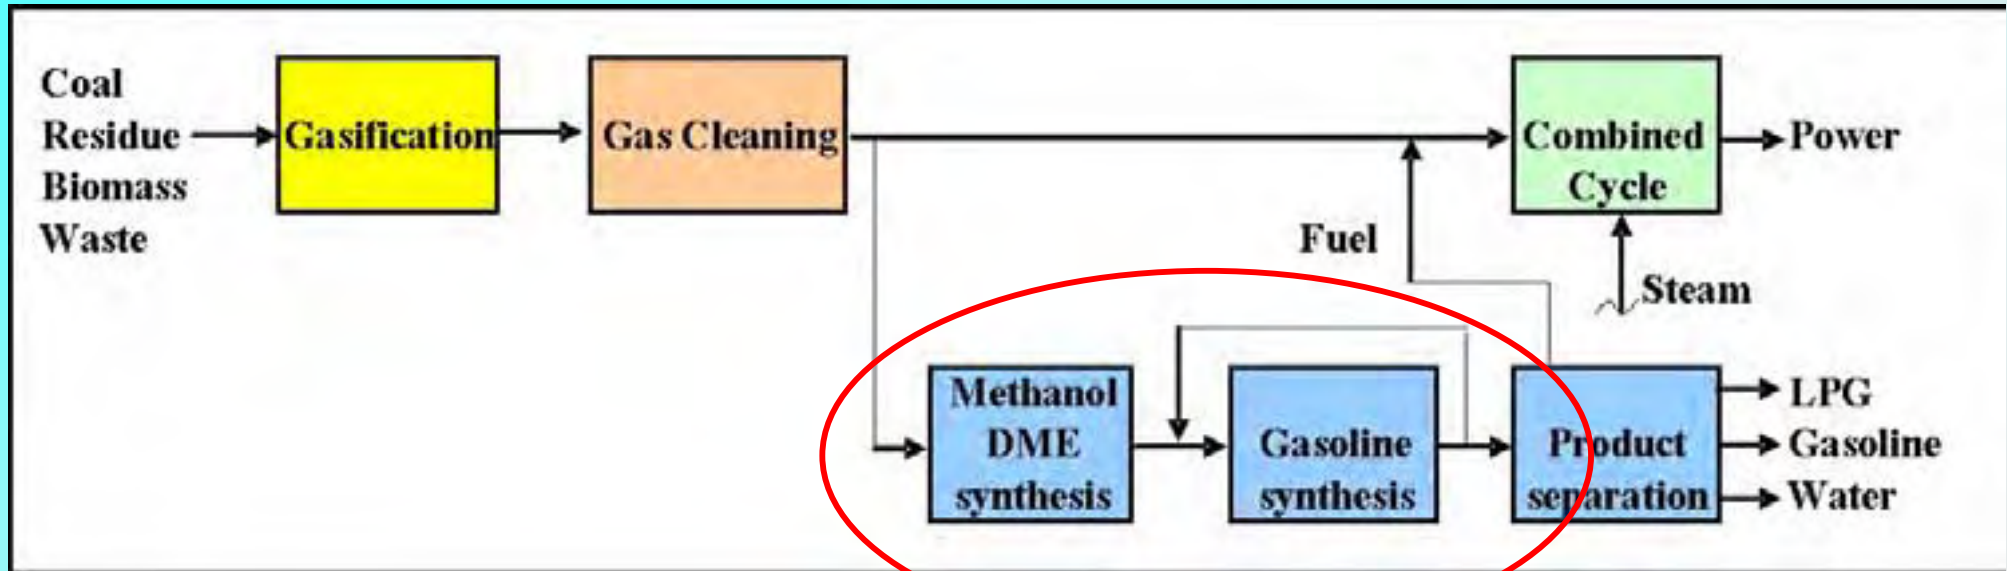 Coal
Residue
Biomass
Waste
Gasification
Gas Cleaning
Combined
Cycle
Power
Fuel
Steam
Methanol
DME
synthesis
Gasoline
synthesis
Product
separation
LPG
Gasoline
Water